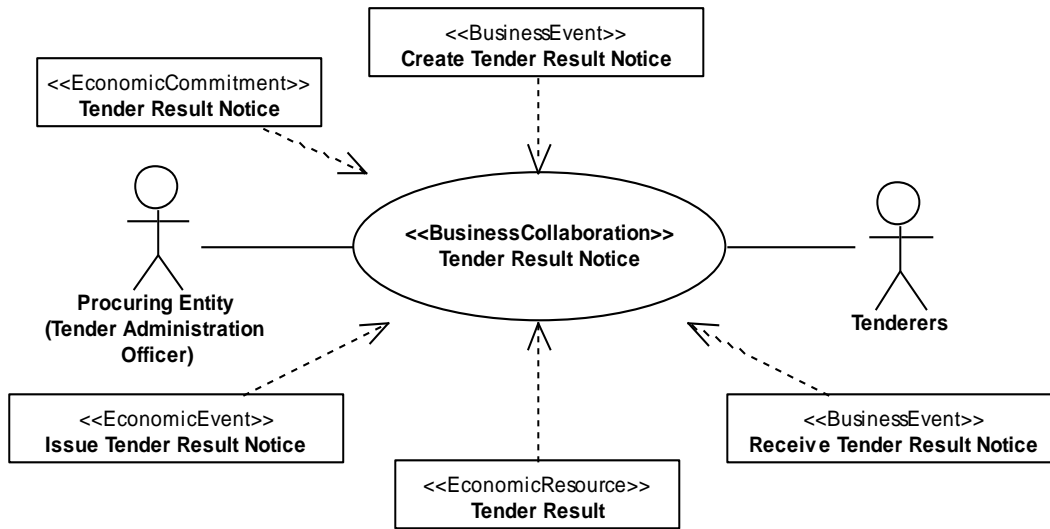 <<BusinessEvent>>
Create Tender Result Notice
<<EconomicCommitment>>
Tender Result Notice
<<BusinessCollaboration>>
Tender Result Notice
Procuring Entity
(Tender Administration
Officer)
Tenderers
<<EconomicEvent>>
Issue Tender Result Notice
<<BusinessEvent>>
Receive Tender Result Notice
<<EconomicResource>>
Tender Result